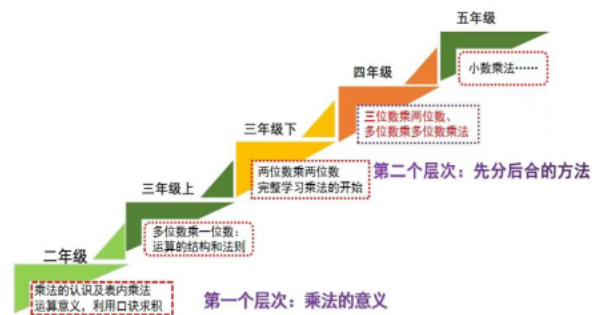 五年级
小数乘法……
四年级
三位数乘两位数、
多位数乘多位数乘法
三年级下
两位数乘两位数
完整学习乘法的开始
第二个层次：先分后合的方法
三年级上
多位数乘一位数：
运算的结构和法则
二年级
乘法的认识及表内乘法
运算意义，利用口诀求积
第一个层次：乘法的意义